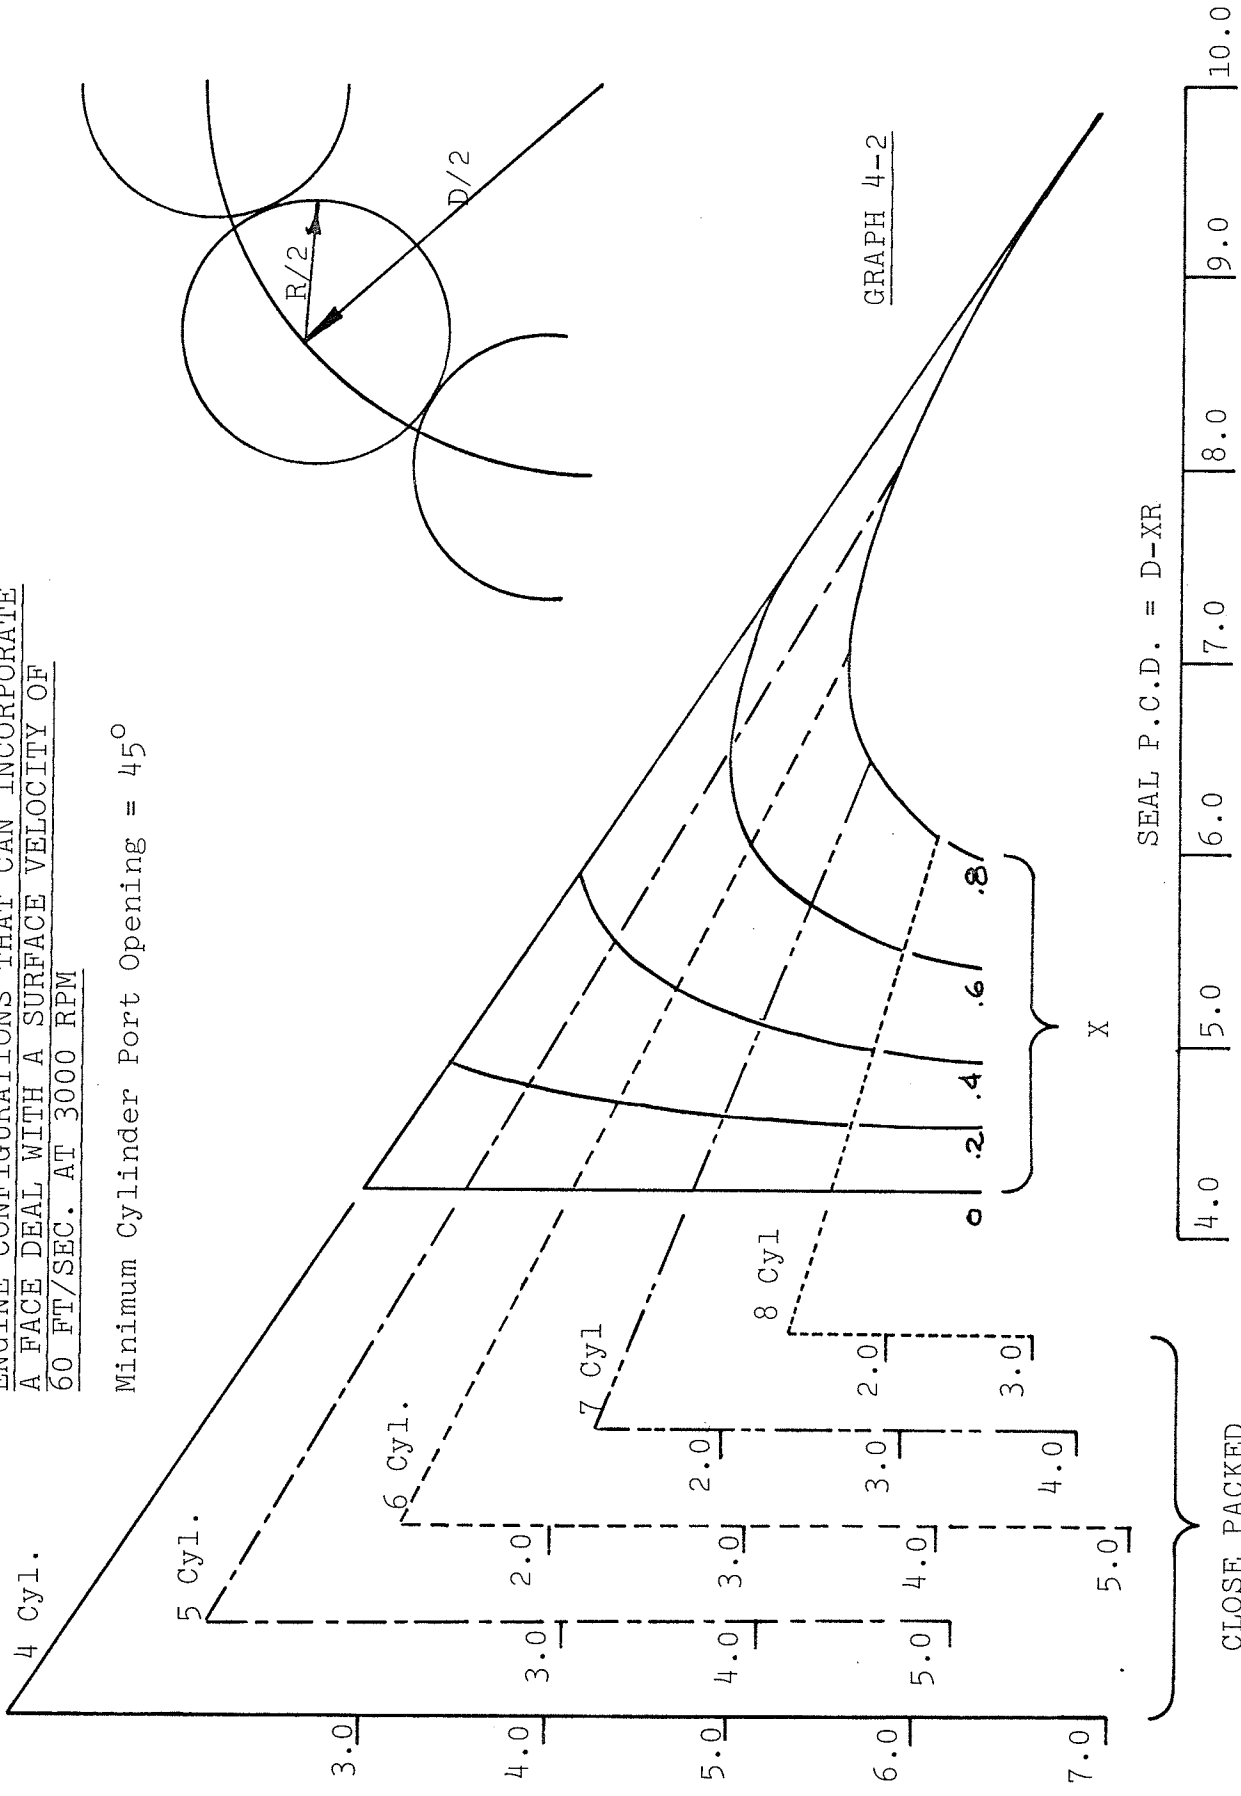 ENGINE CONFIGURATIONS THAT CAN INCORPORATE
A FACE DEAL WITH A SURFACE VELOCITY OF
60 FT/SEC. AT 3000 RPM
Minimum Cylinder Port Opening = 45°
R/2
D/2
GRAPH 4-2
4 Cyl.
5 Cyl.
6 Cyl.
7 Cyl
8 Cyl
3.0
4.0
5.0
6.0
7.0
3.0
4.0
5.0
2.0
3.0
4.0
5.0
2.0
3.0
4.0
2.0
3.0
0
.2
.4
.6
.8
X
SEAL P.C.D. = D-XR
4.0
5.0
6.0
7.0
8.0
9.0
10.0
CLOSE PACKED